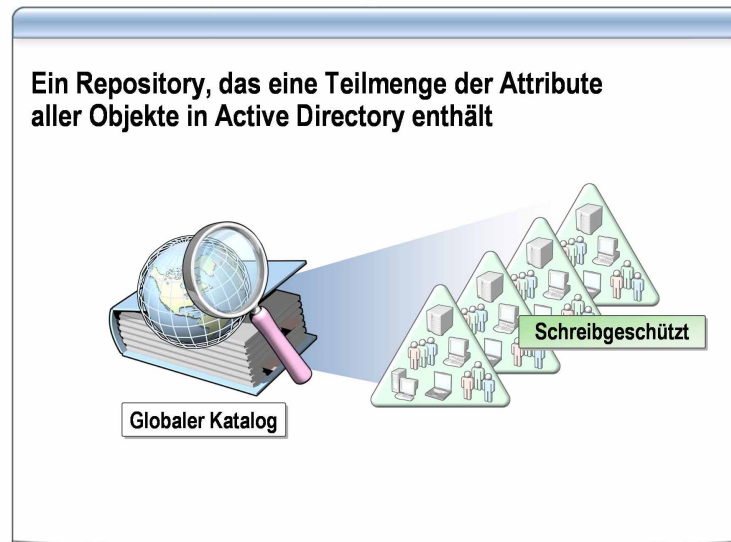 Ein Repository, das eine Teilmenge der Attribute
aller Objekte in Active Directory enthält
Schreibgeschützt
Globaler Katalog